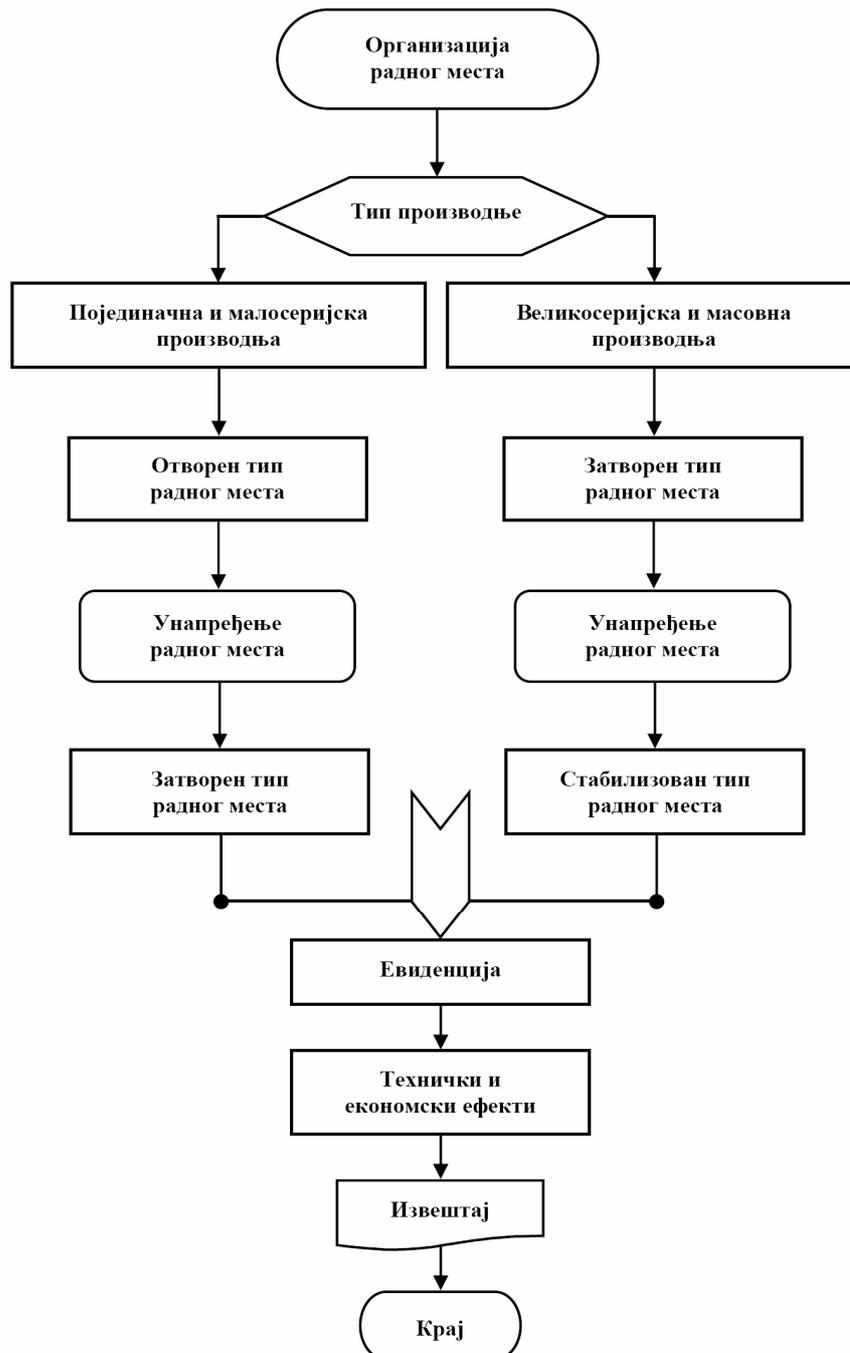 Организација
радног места
Тип производње
Појединачна и малосеријска
производња
Великосеријска и масовна
производња
Отворен тип
радног места
Затворен тип
радног места
Унапређење
радног места
Унапређење
радног места
Затворен тип
радног места
Стабилизован тип
радног места
Евиденција
Технички и
економски ефекти
Извештај
Крај